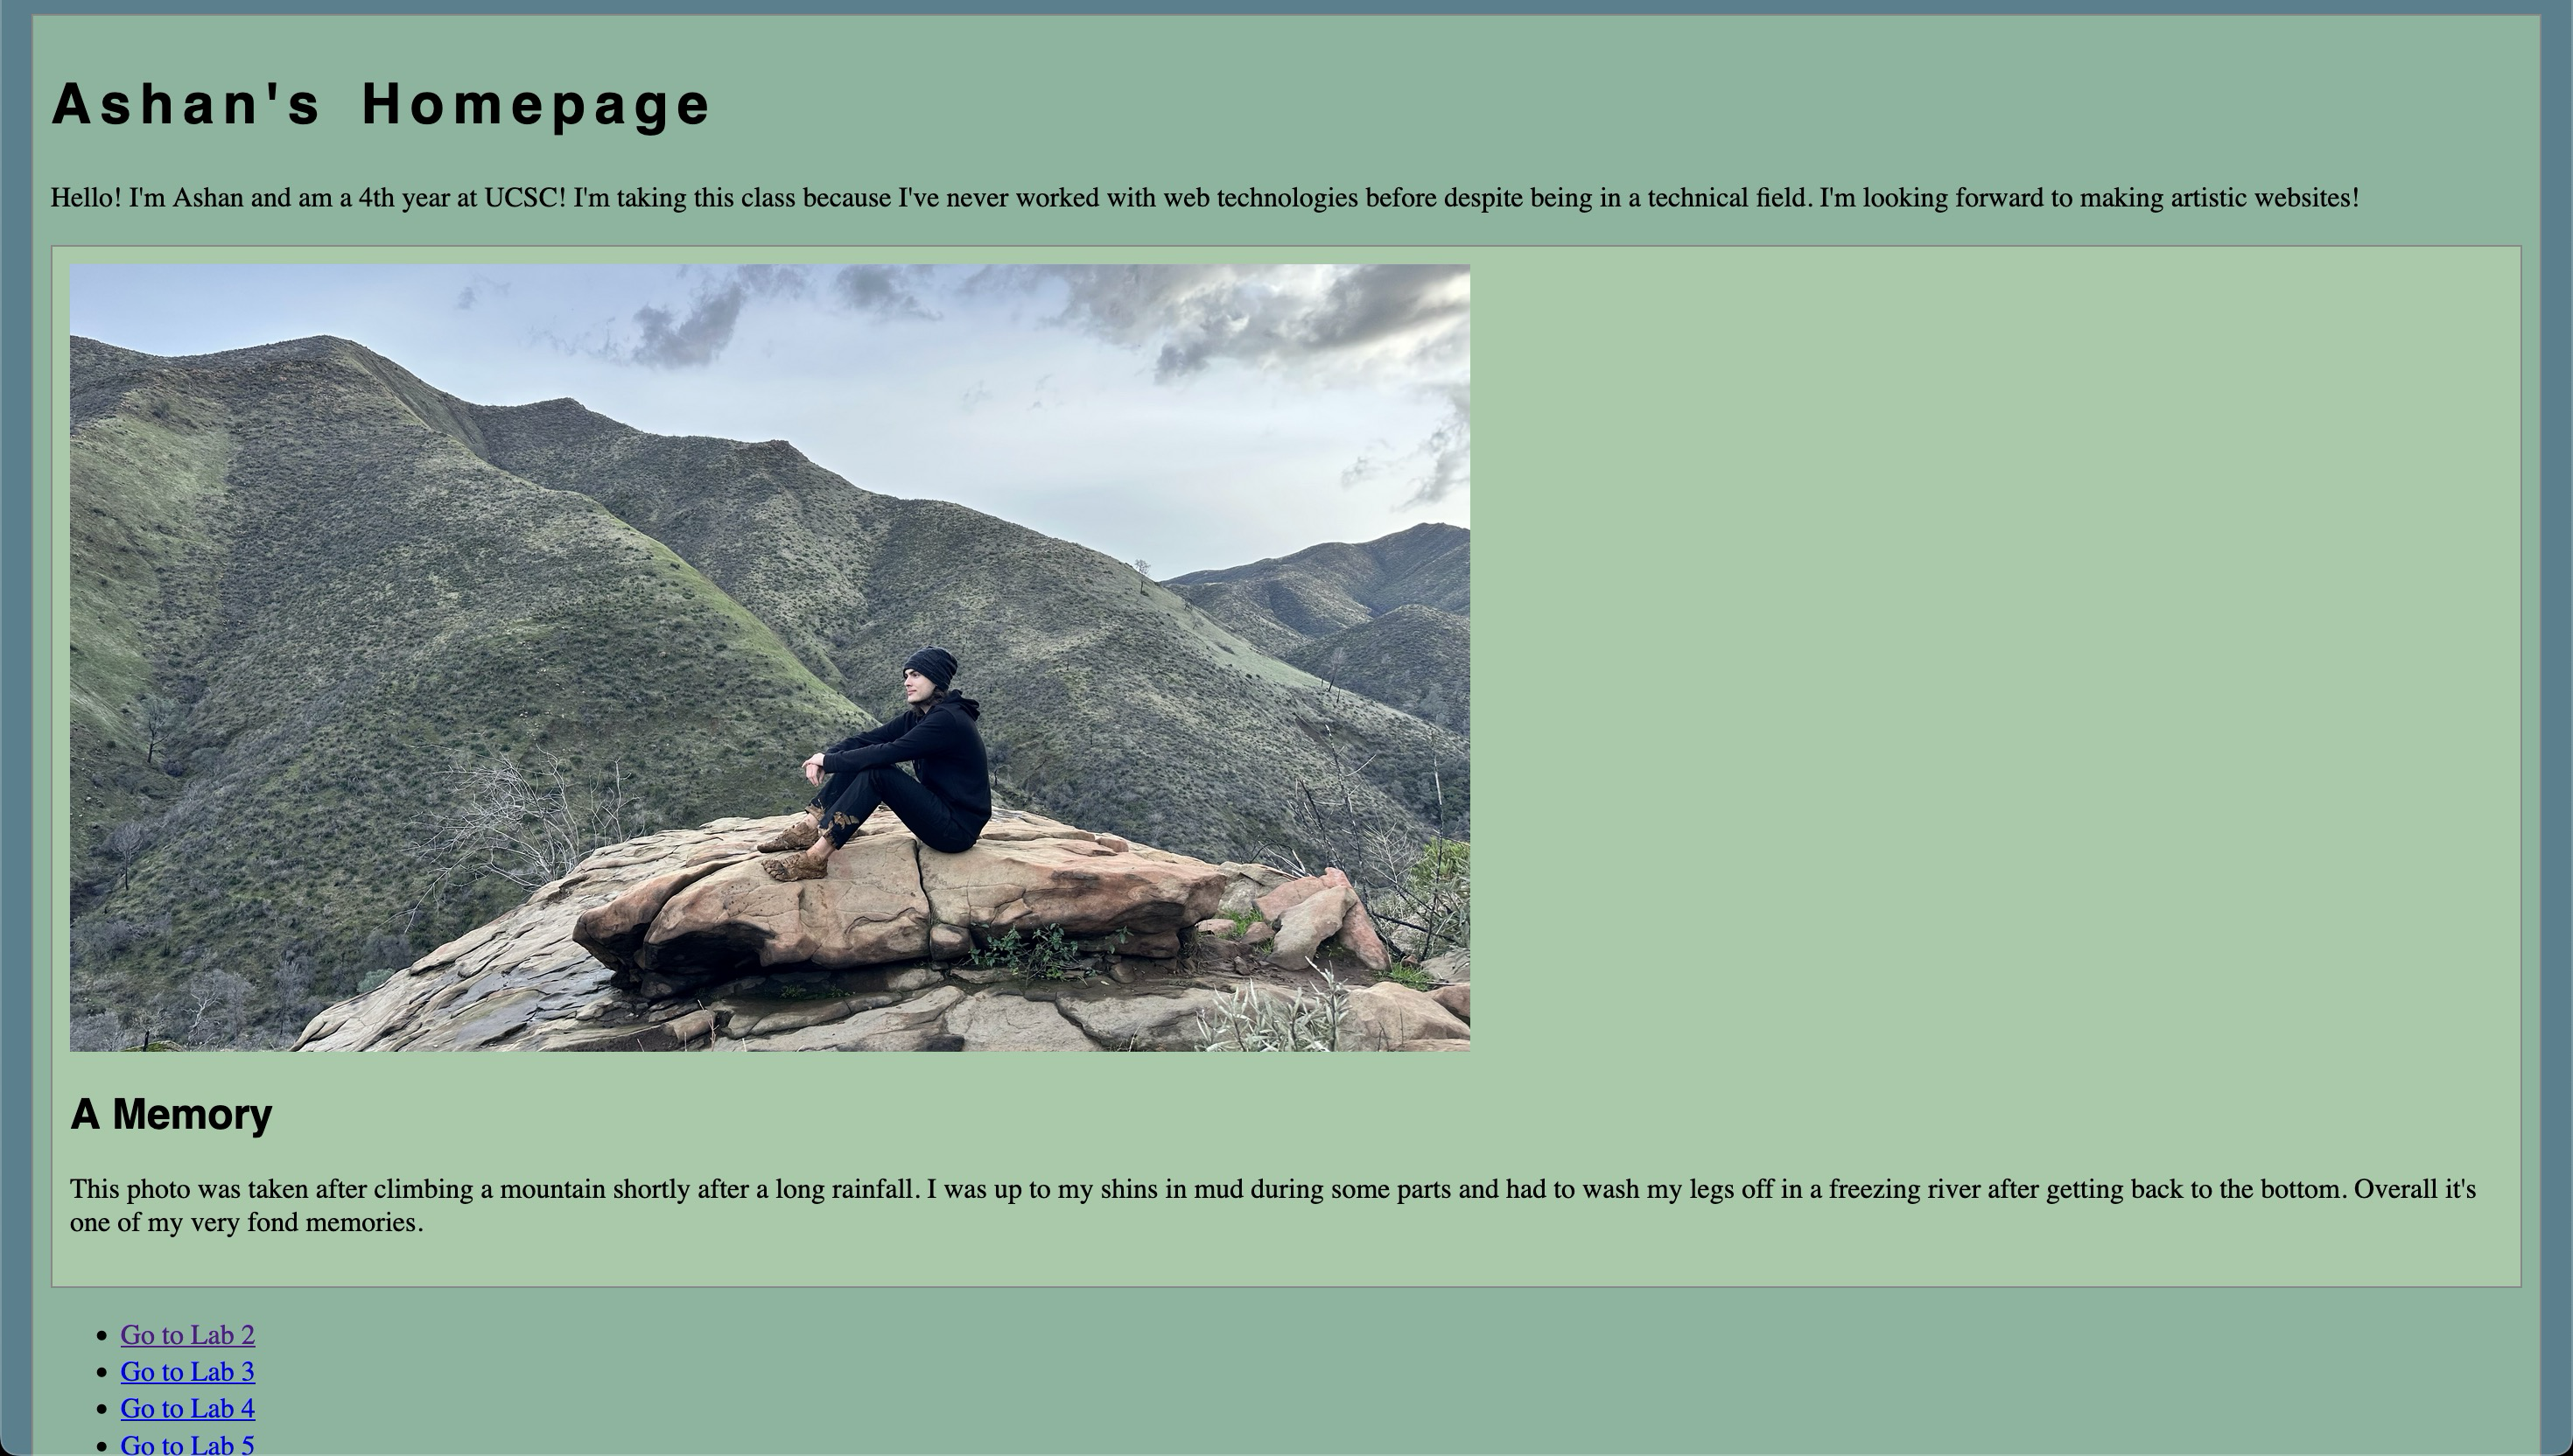 Ashan's Homepage
Hello! I'm Ashan and am a 4th year at UCSC! I'm taking this class because I've never worked with web technologies before despite being in a technical field. I'm looking forward to making artistic websites!
A Memory
This photo was taken after climbing a mountain shortly after a long rainfall. I was up to my shins in mud during some parts and had to wash my legs off in a freezing river after getting back to the bottom. Overall it's
one of my very fond memories.
Go to Lab 2
Go to Lab 3
Go to Lab 4
Go to Lab 5